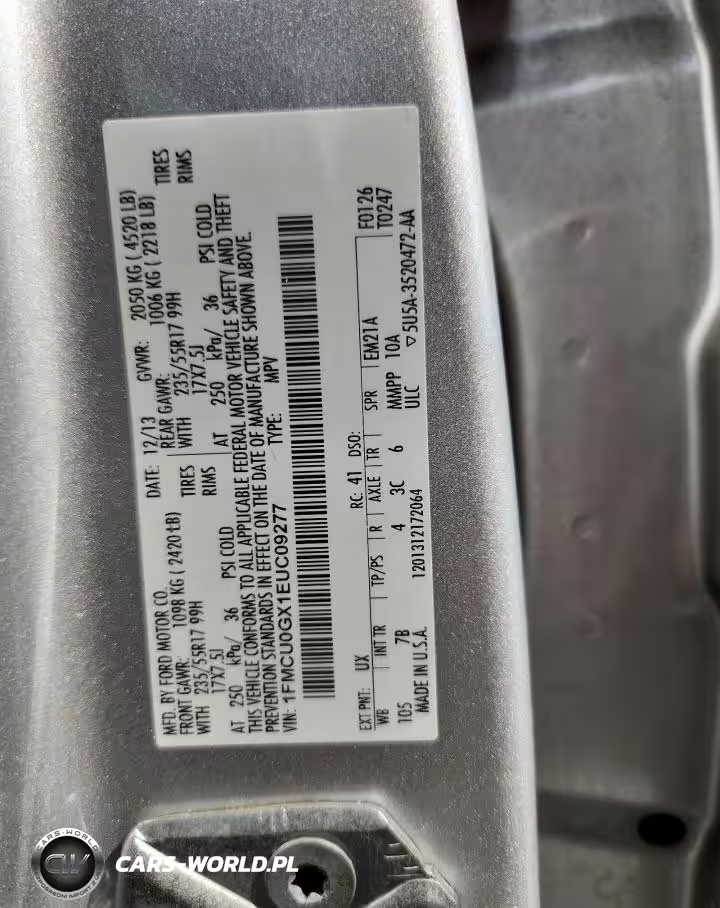 MFD. BY FORD MOTOR CO. DATE: 12/13 GVWR: 2050 KG ( 4520 LB)
FRONT GAWR: 1098 KG ( 2420 LB) REAR GAWR: 1006 KG ( 2218 LB)
WITH 235/55R17 99H TIRES WITH 235/55R17 99H TIRES
17X7.5J RIMS 17X7.5J RIMS
AT 250 kPa/ 36 PSI COLD AT 250 kPa/ 36 PSI COLD
THIS VEHICLE CONFORMS TO ALL APPLICABLE FEDERAL MOTOR VEHICLE SAFETY AND THEFT
PREVENTION STANDARDS IN EFFECT ON THE DATE OF MANUFACTURE SHOWN ABOVE.
VIN: 1FMCU0GX1EUC09277 TYPE: MPV
EXT PNT: UX RC: 41 DSO: F0126
WB INT TR TP/PS R AXLE TR SPR EM21A T0247
105 7B 4 3C 6 MMPP 10A
MADE IN U.S.A. 1201312172064 ULC ▽5U5A-3520472-AA
CARS-WORLD
CW
CARS-WORLD.PL